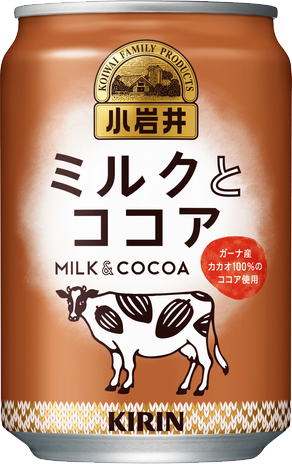 KOIWAI FAMILY PRODUCTS
小岩井
ミルクと
ココア
MILK & COCOA
ガーナ産
カカオ100%の
ココア使用
KIRIN